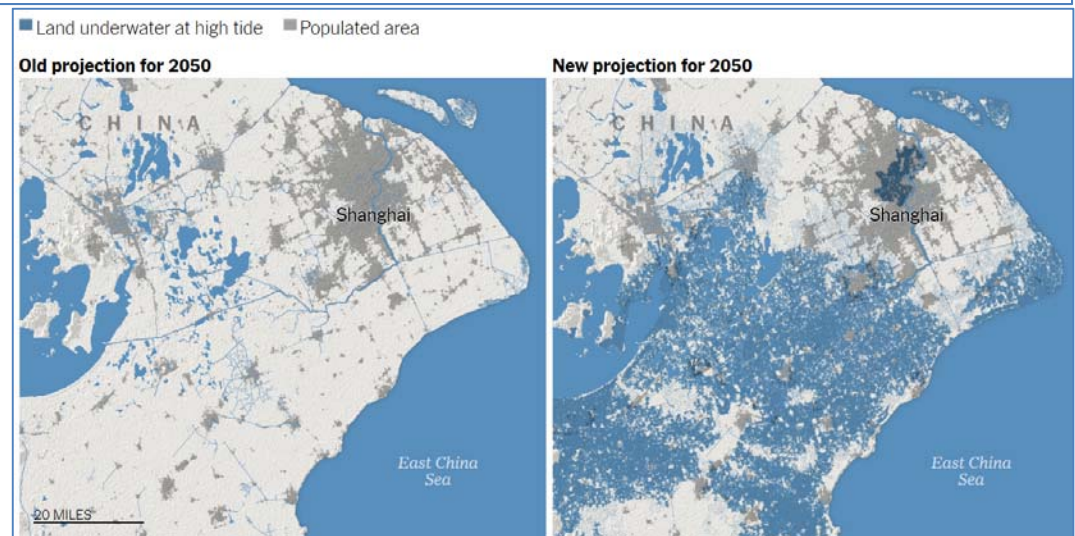 Land underwater at high tide Populated area
Old projection for 2050 New projection for 2050
CHINA CHINA
Shanghai Shanghai
East China East China
Sea Sea
20 MILES